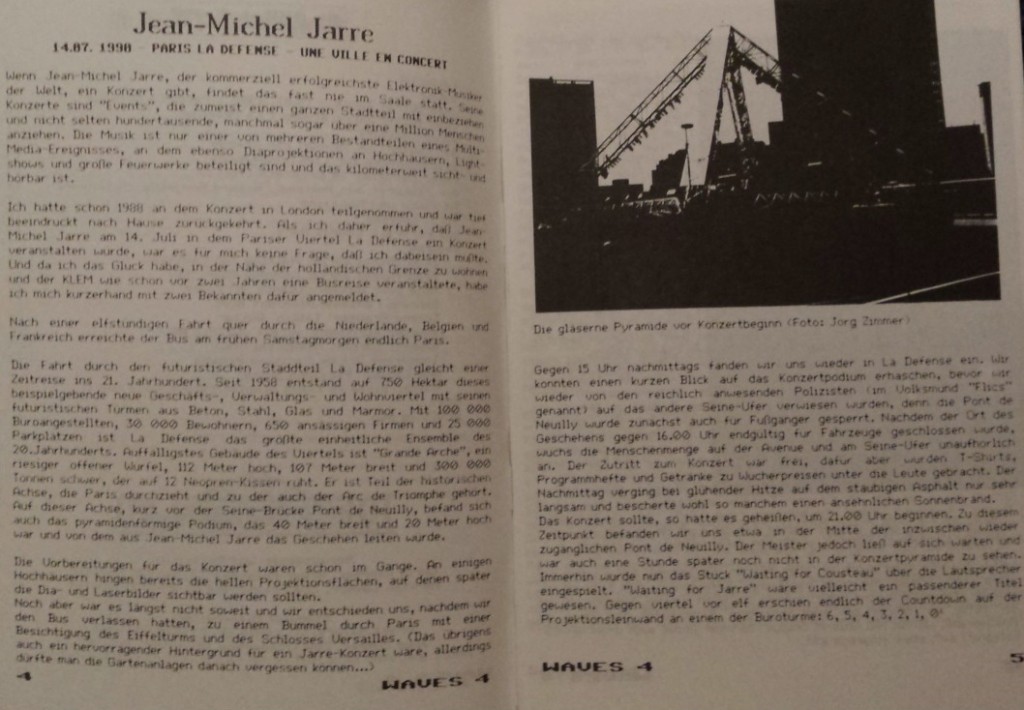 Jean-Michel Jarre
14.07. 1990 - PARIS LA DEFENSE - UNE VILLE EN CONCERT
Wenn Jean-Michel Jarre, der kommerziell erfolgreichste Elektronik-Musiker
der Welt, ein Konzert gibt, findet das fast nie im Saale statt. Seine
Konzerte sind "Events", die zumeist einen ganzen Stadtteil mit einbeziehen
und nicht selten hunderttausende, manchmal sogar über eine Million Menschen
anziehen. Die Musik ist nur einer von mehreren Bestandteilen eines Multi-
Media-Ereignisses, an dem ebenso Diaprojektionen an Hochhäusern, Light-
shows und große Feuerwerke beteiligt sind und das kilometerweit sicht- und
hörbar ist.
Ich hatte schon 1988 an dem Konzert in London teilgenommen und war tief
beeindruckt nach Hause zurückgekehrt. Als ich daher erfuhr, daß Jean-
Michel Jarre am 14. Juli in dem Pariser Viertel La Defense ein Konzert
veranstalten würde, war es für mich keine Frage, daß ich dabeisein mußte.
Und da ich das Glück habe, in der Nähe der holländischen Grenze zu wohnen
und der KLEM wie schon vor zwei Jahren eine Busreise veranstaltete, habe
ich mich kurzerhand mit zwei Bekannten dafür angemeldet.
Nach einer elfstündigen Fahrt quer durch die Niederlande, Belgien und
Frankreich erreichte der Bus am frühen Samstagmorgen endlich Paris.
Die Fahrt durch den futuristischen Stadtteil La Defense gleicht einer
Zeitreise ins 21. Jahrhundert. Seit 1958 entstand auf 750 Hektar dieses
beispielgebende neue Geschäfts-, Verwaltungs- und Wohnviertel mit seinen
futuristischen Türmen aus Beton, Stahl, Glas und Marmor. Mit 100 000
Büroangestellten, 30 000 Bewohnern, 650 ansässigen Firmen und 25 000
Parkplätzen ist La Defense das größte einheitliche Ensemble des
20.Jahrhunderts. Auffälligstes Gebäude des Viertels ist "Grande Arche", ein
riesiger offener Würfel, 112 Meter hoch, 107 Meter breit und 300 000
Tonnen schwer, der auf 12 Neopren-Kissen ruht. Er ist Teil der historischen
Achse, die Paris durchzieht und zu der auch der Arc de Triomphe gehört.
Auf dieser Achse, kurz vor der Seine-Brücke Pont de Neuilly, befand sich
auch das pyramidenförmige Podium, das 40 Meter breit und 20 Meter hoch
war und von dem aus Jean-Michel Jarre das Geschehen leiten würde.
Die Vorbereitungen für das Konzert waren schon im Gange. An einigen
Hochhäusern hingen bereits die hellen Projektionsflächen, auf denen später
die Dia- und Laserbilder sichtbar werden sollten.
Noch aber war es längst nicht soweit und wir entschieden uns, nachdem wir
den Bus verlassen hatten, zu einem Bummel durch Paris mit einer
Besichtigung des Eiffelturms und des Schlosses Versailles. (Das übrigens
auch ein hervorragender Hintergrund für ein Jarre-Konzert wäre, allerdings
dürfte man die Gartenanlagen danach vergessen können...)
4
WAVES 4
Die gläserne Pyramide vor Konzertbeginn (Foto: Jörg Zimmer)
Gegen 15 Uhr nachmittags fanden wir uns wieder in La Defense ein. Wir
konnten einen kurzen Blick auf das Konzertpodium erhaschen, bevor wir
wieder von den reichlich anwesenden Polizisten (im Volksmund "Flics"
genannt) auf das andere Seine-Ufer verwiesen wurden, denn die Pont de
Neuilly wurde zunächst auch für Fußgänger gesperrt. Nachdem der Ort des
Geschehens gegen 16.00 Uhr endgültig für Fahrzeuge geschlossen wurde,
wuchs die Menschenmenge auf der Avenue und am Seine-Ufer unaufhörlich
an. Der Zutritt zum Konzert war frei, dafür aber wurden T-Shirts,
Programmhefte und Getränke zu Wucherpreisen unter die Leute gebracht. Der
Nachmittag verging bei glühender Hitze auf dem staubigen Asphalt nur sehr
langsam und bescherte wohl so manchem einen ansehnlichen Sonnenbrand.
Das Konzert sollte, so hatte es geheißen, um 21.00 Uhr beginnen. Zu diesem
Zeitpunkt befanden wir uns etwa in der Mitte der inzwischen wieder
zugänglichen Pont de Neuilly. Der Meister jedoch ließ auf sich warten und
war auch eine Stunde später noch nicht in der Konzertpyramide zu sehen.
Immerhin wurde nun das Stück "Waiting for Cousteau" über die Lautsprecher
eingespielt. "Waiting for Jarre" wäre vielleicht ein passenderer Titel
gewesen. Gegen viertel vor elf erschien endlich der Countdown auf der
Projektionsleinwand an einem der Bürotürme: 6, 5, 4, 3, 2, 1, 0!
WAVES 4
5